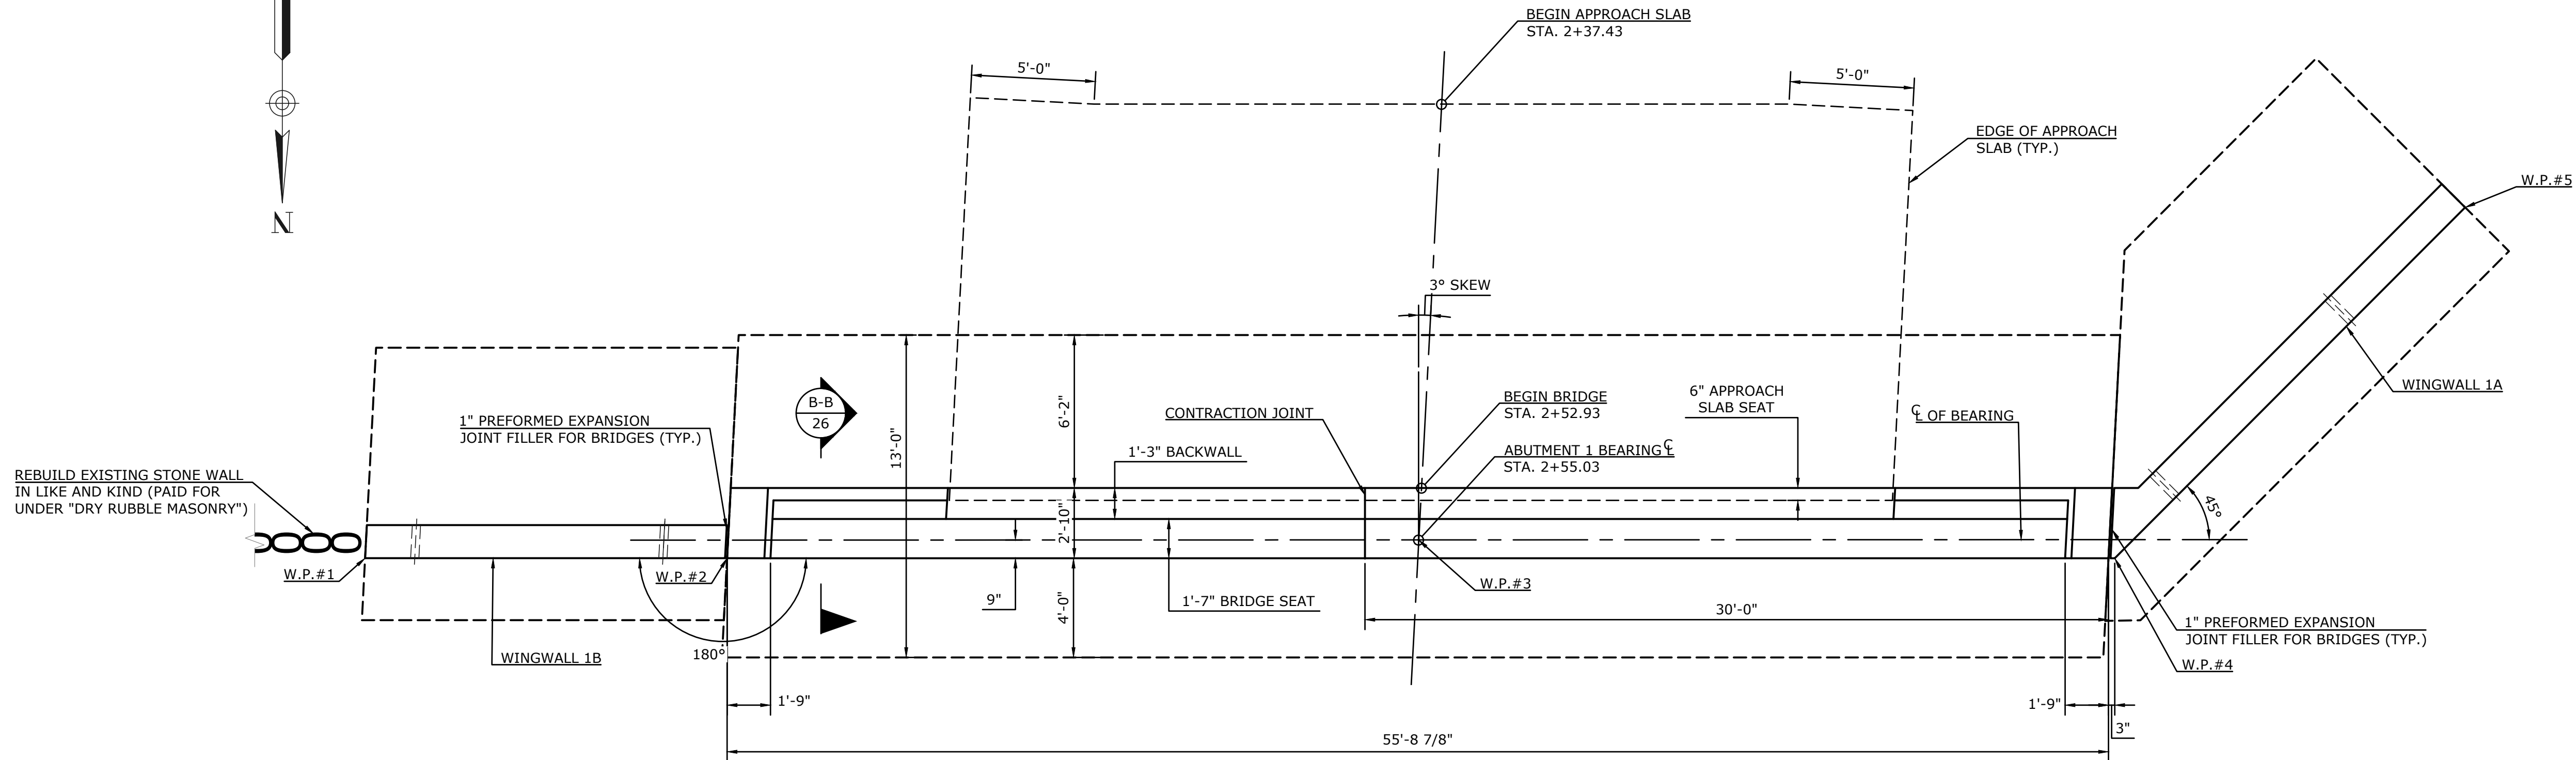 BEGIN APPROACH SLAB
STA. 2+37.43
5'-0"
5'-0"
EDGE OF APPROACH
SLAB (TYP.)
W.P.#5
N
3° SKEW
WINGWALL 1A
B-B
26
6'-2"
13'-0"
1" PREFORMED EXPANSION
JOINT FILLER FOR BRIDGES (TYP.)
CONTRACTION JOINT
BEGIN BRIDGE
STA. 2+52.93
6" APPROACH
SLAB SEAT
℄ OF BEARING
1'-3" BACKWALL
ABUTMENT 1 BEARING ℄
STA. 2+55.03
REBUILD EXISTING STONE WALL
IN LIKE AND KIND (PAID FOR
UNDER "DRY RUBBLE MASONRY")
45°
2'-10"
W.P.#1
W.P.#2
W.P.#3
9"
4'-0"
1'-7" BRIDGE SEAT
30'-0"
1" PREFORMED EXPANSION
JOINT FILLER FOR BRIDGES (TYP.)
180°
WINGWALL 1B
W.P.#4
1'-9"
1'-9"
3"
55'-8 7/8"